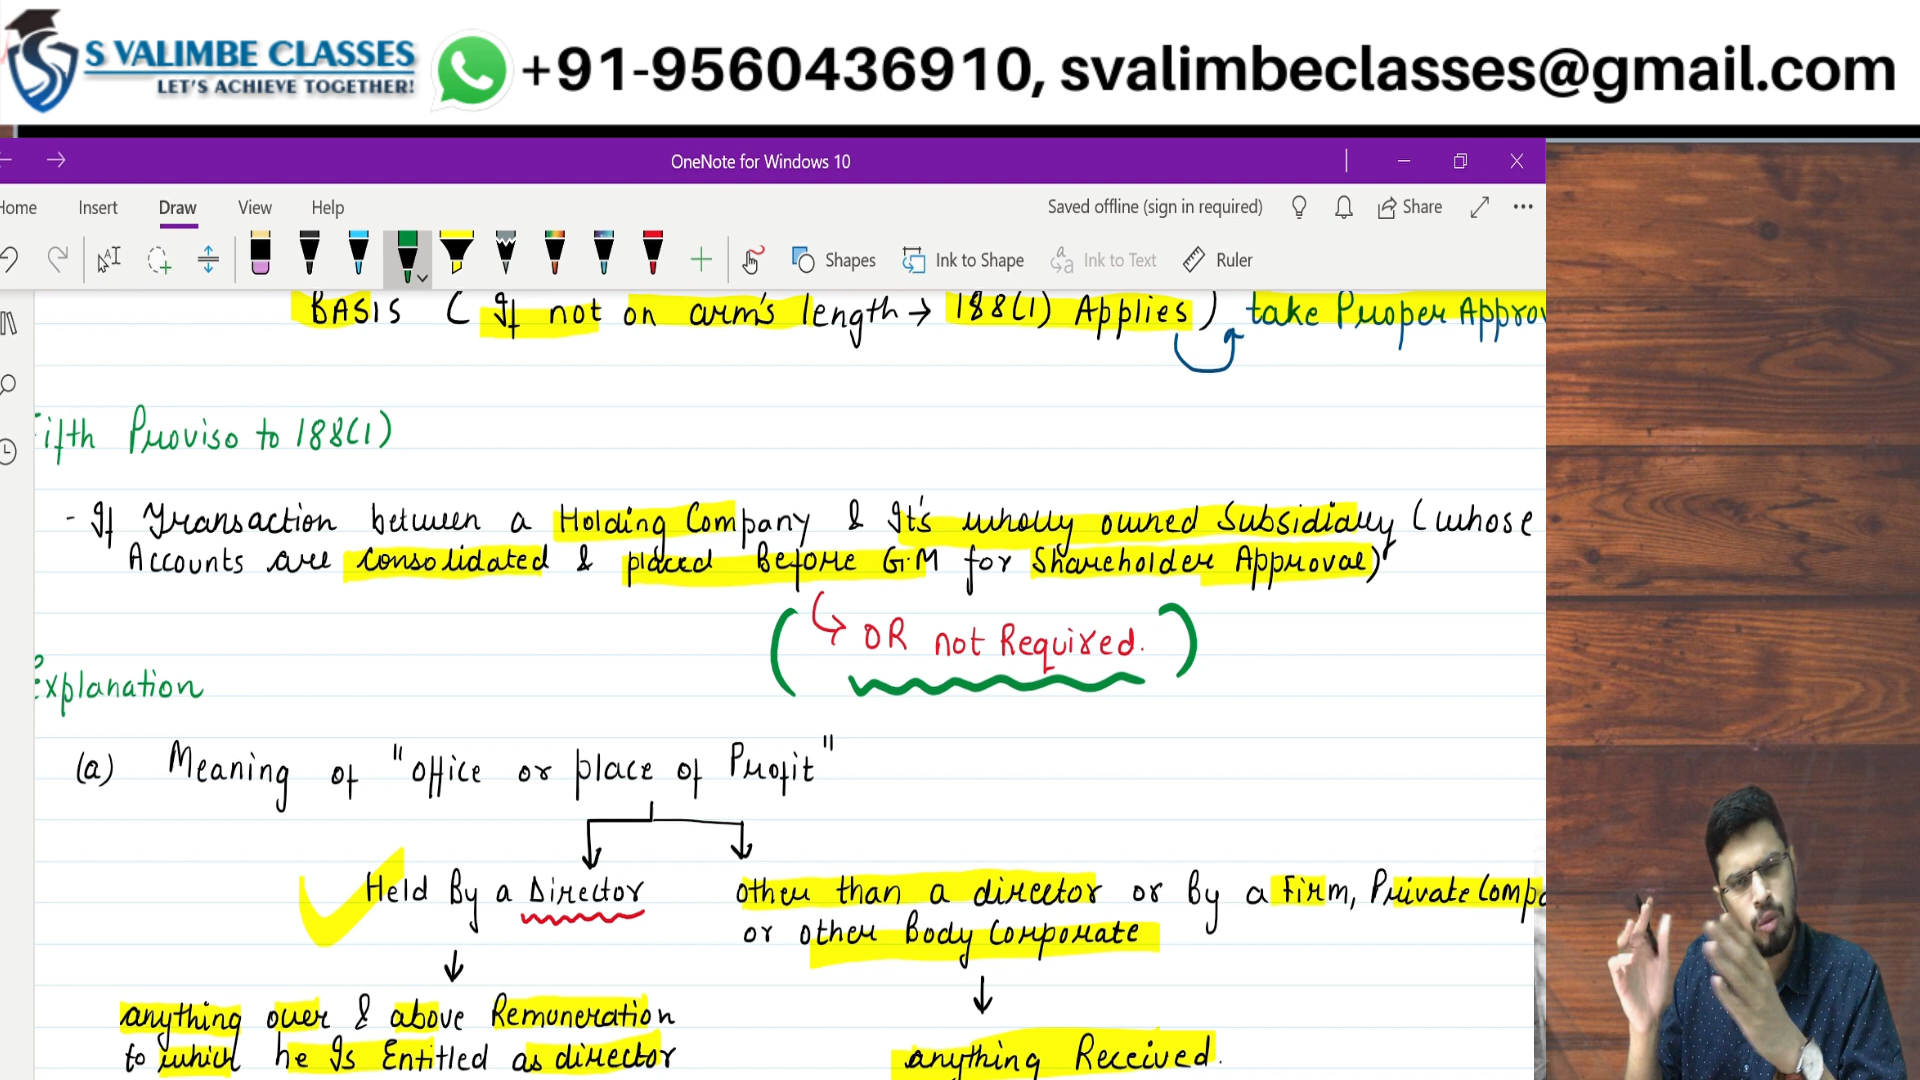 S VALIMBE CLASSES
LET'S ACHIEVE TOGETHER!
+91-9560436910, svalimbeclasses@gmail.com
OneNote for Windows 10
Home Insert Draw View Help
Saved offline (sign in required) Share
Shapes Ink to Shape Ink to Text Ruler
BASIS ( If not on arm's length → 188(1) Applies ) take Proper Approv
Fifth Proviso to 188(1)
- If Transaction between a Holding Company & It's wholly owned Subsidiary (whose
Accounts are consolidated & placed Before G.M for Shareholder Approval)
( ↳ OR not Required. )
Explanation
(a) Meaning of "office or place of Profit"
Held By a Director
other than a director or by a Firm, Private Compa
or other Body Corporate
anything over & above Remuneration
to which he Is Entitled as director
anything Received.